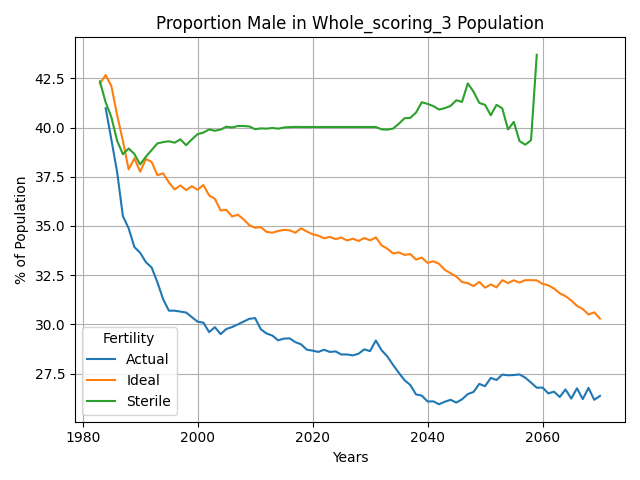 Proportion Male in Whole_scoring_3 Population
% of Population
42.5
40.0
37.5
35.0
32.5
30.0
27.5
Fertility
Actual
Ideal
Sterile
1980
2000
2020
2040
2060
Years